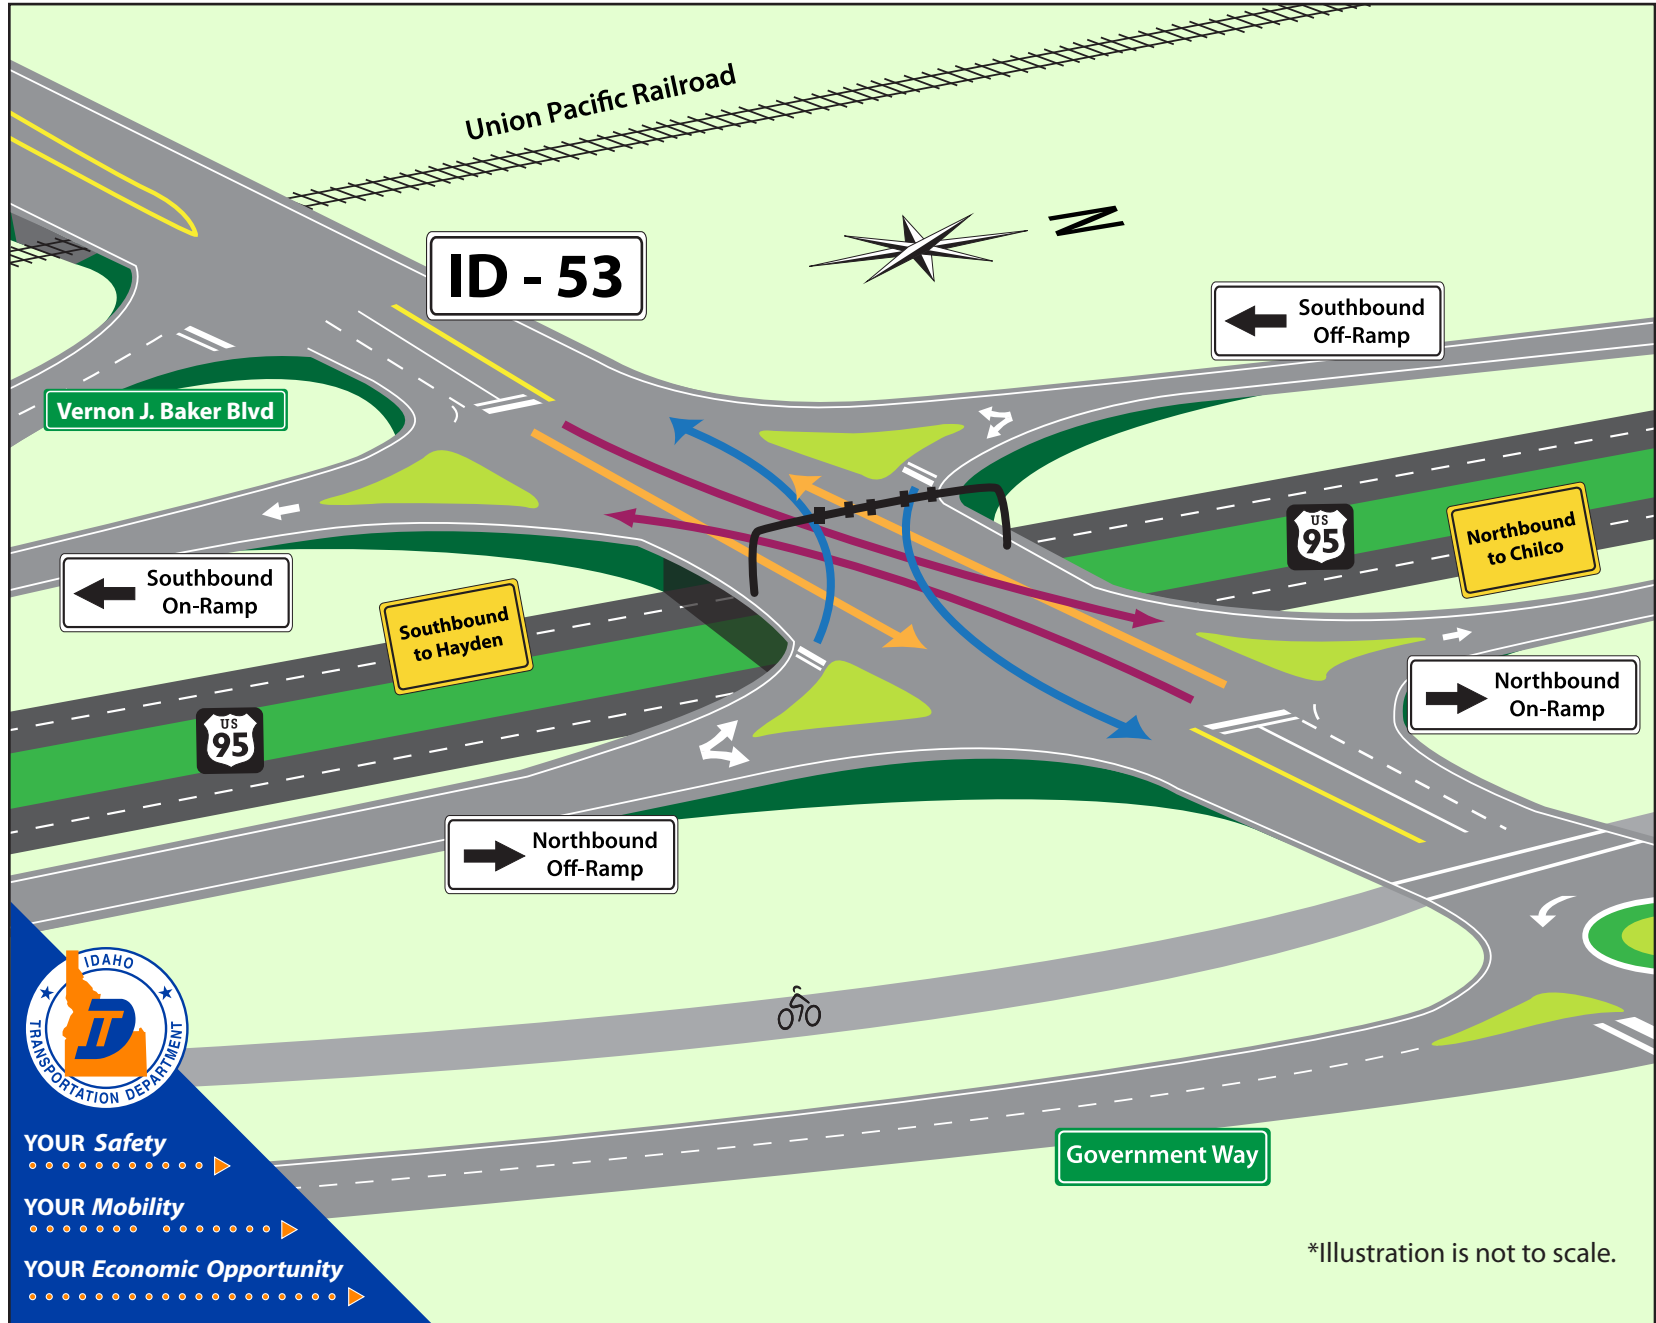 Union Pacific Railroad
N
ID - 53
Southbound
Off-Ramp
Vernon J. Baker Blvd
US
95
Northbound
to Chilco
Southbound
On-Ramp
Southbound
to Hayden
Northbound
On-Ramp
US
95
Northbound
Off-Ramp
IDAHO
ITD
TRANSPORTATION DEPARTMENT
YOUR Safety
YOUR Mobility
YOUR Economic Opportunity
Government Way
*Illustration is not to scale.